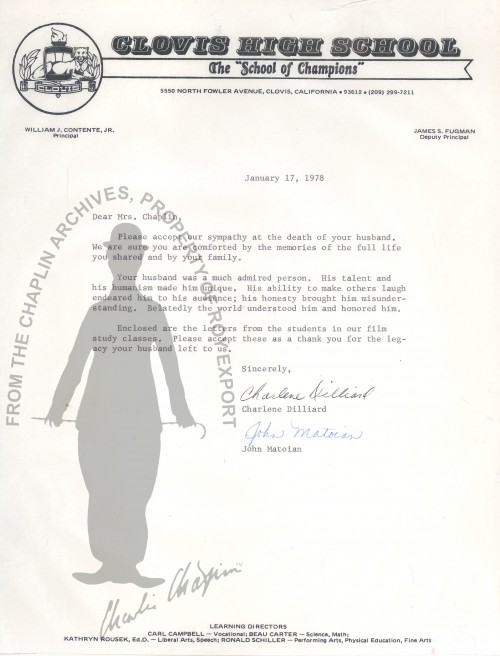 CLOVIS HIGH SCHOOL
The "School of Champions"
CLOVIS
5550 NORTH FOWLER AVENUE, CLOVIS, CALIFORNIA • 93612 • (209) 299-7211
WILLIAM J. CONTENTE, JR.
Principal
JAMES S. FUGMAN
Deputy Principal
January 17, 1978
Dear Mrs. Chaplin,
Please accept our sympathy at the death of your husband.
We are sure you are comforted by the memories of the full life
you shared and by your family.
Your husband was a much admired person. His talent and
his humanism made him unique. His ability to make others laugh
endeared him to his audience; his honesty brought him misunder-
standing. Belatedly the world understood him and honored him.
Enclosed are the letters from the students in our film
study classes. Please accept these as a thank you for the leg-
acy your husband left to us.
Sincerely,
Charlene Dilliard
Charlene Dilliard
John Matoian
John Matoian
FROM THE CHAPLIN ARCHIVES, PROPERTY OF ROY EXPORT
Charlie Chaplin™
LEARNING DIRECTORS
CARL CAMPBELL — Vocational; BEAU CARTER — Science, Math;
KATHRYN ROUSEK, Ed.D. — Liberal Arts, Speech; RONALD SCHILLER — Performing Arts, Physical Education, Fine Arts